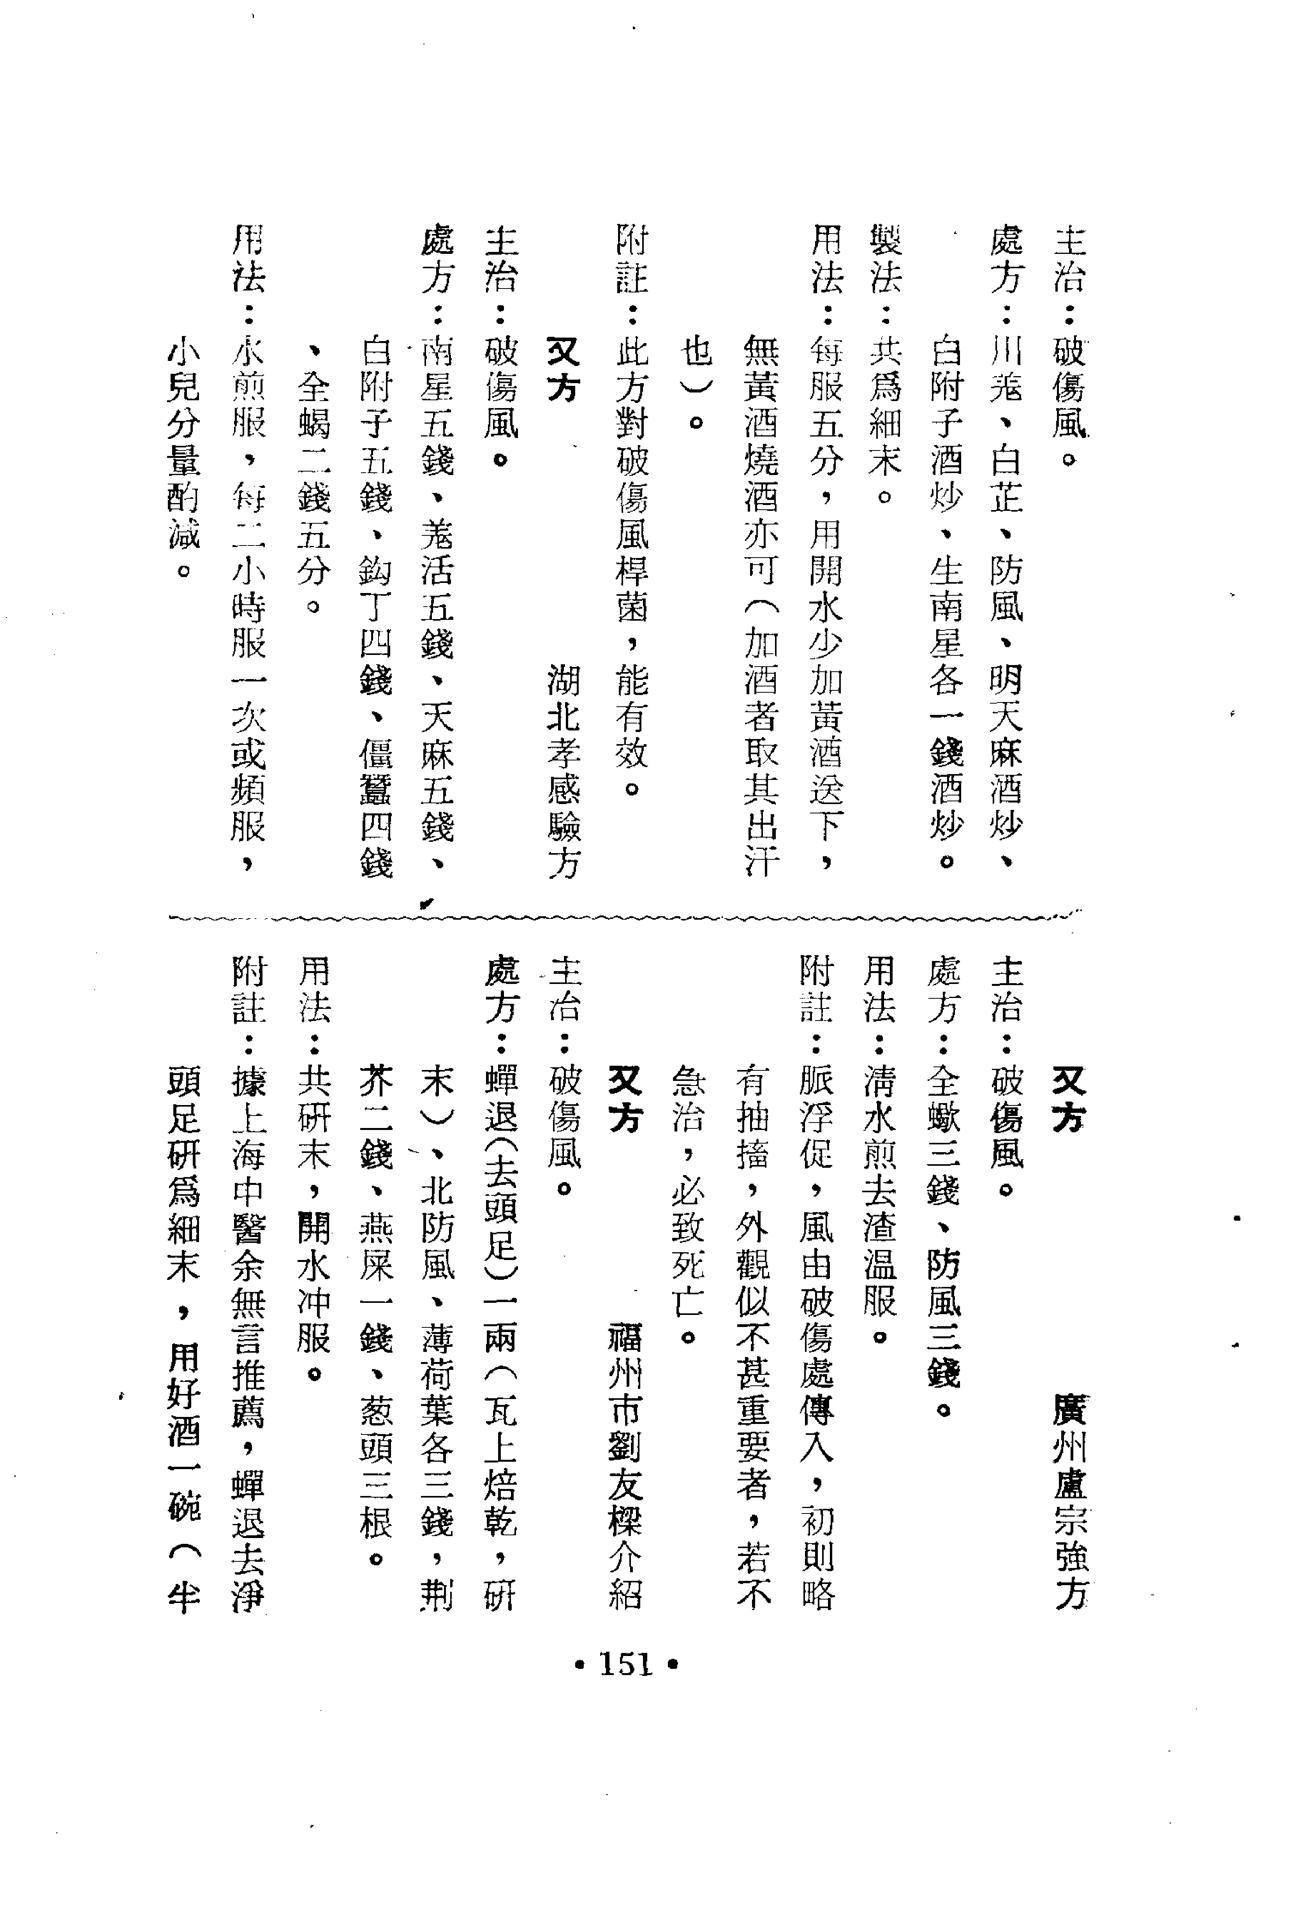 主治：破傷風。
處方：川羗、白芷、防風、明天麻酒炒、
白附子酒炒、生南星各一錢酒炒。
製法：共爲細末。
用法：每服五分，用開水少加黃酒送下，
無黃酒燒酒亦可（加酒者取其出汗
也）。
附註：此方對破傷風桿菌，能有效。
又方　　湖北孝感驗方
主治：破傷風。
處方：南星五錢、羗活五錢、天麻五錢、
白附子五錢、鈎丁四錢、僵蠶四錢
、全蝎二錢五分。
用法：水煎服，每二小時服一次或頻服，
小兒分量酌減。
又方　　廣州盧宗強方
主治：破傷風。
處方：全蠍三錢、防風三錢。
用法：淸水煎去渣温服。
附註：脈浮促，風由破傷處傳入，初則略
有抽搐，外觀似不甚重要者，若不
急治，必致死亡。
又方　　福州市劉友樑介紹
主治：破傷風。
處方：蟬退（去頭足）一兩（瓦上焙乾，研
末）、北防風、薄荷葉各三錢，荆
芥二錢、燕屎一錢、葱頭三根。
用法：共研末，開水冲服。
附註：據上海中醫余無言推薦，蟬退去淨
頭足研爲細末，用好酒一碗（半
•151•